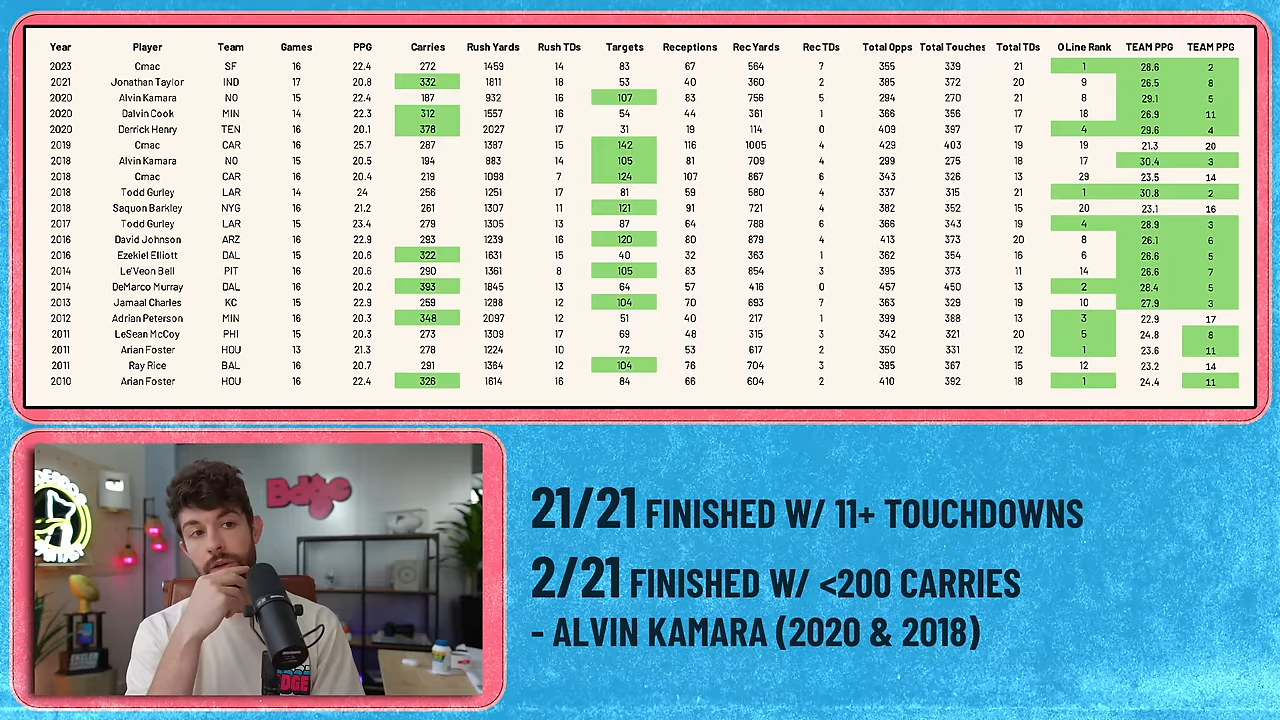 Year Player Team Games PPG Carries Rush Yards Rush TDs Targets Receptions Rec Yards Rec TDs Total Opps Total Touches Total TDs O Line Rank TEAM PPG TEAM PPG
2023 Cmac SF 16 22.4 272 1459 14 83 67 564 7 355 339 21 1 28.6 2
2021 Jonathan Taylor IND 17 20.8 332 1811 18 53 40 360 2 385 372 20 9 26.5 8
2020 Alvin Kamara NO 15 22.4 187 932 16 107 83 756 5 294 270 21 8 29.1 5
2020 Dalvin Cook MIN 14 22.3 312 1557 16 54 44 361 1 366 356 17 18 26.9 11
2020 Derrick Henry TEN 16 20.1 378 2027 17 31 19 114 0 409 397 17 4 29.6 4
2019 Cmac CAR 16 25.7 287 1387 15 142 116 1005 4 429 403 19 19 21.3 20
2018 Alvin Kamara NO 15 20.5 194 883 14 105 81 709 4 299 275 18 17 30.4 3
2018 Cmac CAR 16 20.4 219 1098 7 124 107 867 6 343 326 13 29 23.5 14
2018 Todd Gurley LAR 14 24 256 1251 17 81 59 580 4 337 315 21 1 30.8 2
2018 Saquon Barkley NYG 16 21.2 261 1307 11 121 91 721 4 382 352 15 20 23.1 16
2017 Todd Gurley LAR 15 23.4 279 1305 13 87 64 788 6 366 343 19 4 28.9 3
2016 David Johnson ARZ 16 22.9 293 1239 16 120 80 879 4 413 373 20 8 26.1 6
2016 Ezekiel Elliott DAL 15 20.6 322 1631 15 40 32 363 1 362 354 16 6 26.6 5
2014 Le'Veon Bell PIT 16 20.6 290 1361 8 105 83 854 3 395 373 11 14 26.6 7
2014 DeMarco Murray DAL 16 20.2 393 1845 13 64 57 416 0 457 450 13 2 28.4 5
2013 Jamaal Charles KC 15 22.9 259 1288 12 104 70 693 7 363 329 19 10 27.9 3
2012 Adrian Peterson MIN 16 20.3 348 2097 12 51 40 217 1 399 388 13 3 22.9 17
2011 LeSean McCoy PHI 15 20.3 273 1309 17 69 48 315 3 342 321 20 5 24.8 8
2011 Arian Foster HOU 13 21.3 278 1224 10 72 53 617 2 350 331 12 1 23.6 11
2011 Ray Rice BAL 16 20.7 291 1364 12 104 76 704 3 395 367 15 12 23.2 14
2010 Arian Foster HOU 16 22.4 326 1614 16 84 66 604 2 410 392 18 1 24.4 11
Bdge
21/21 FINISHED W/ 11+ TOUCHDOWNS
2/21 FINISHED W/ <200 CARRIES
- ALVIN KAMARA (2020 & 2018)